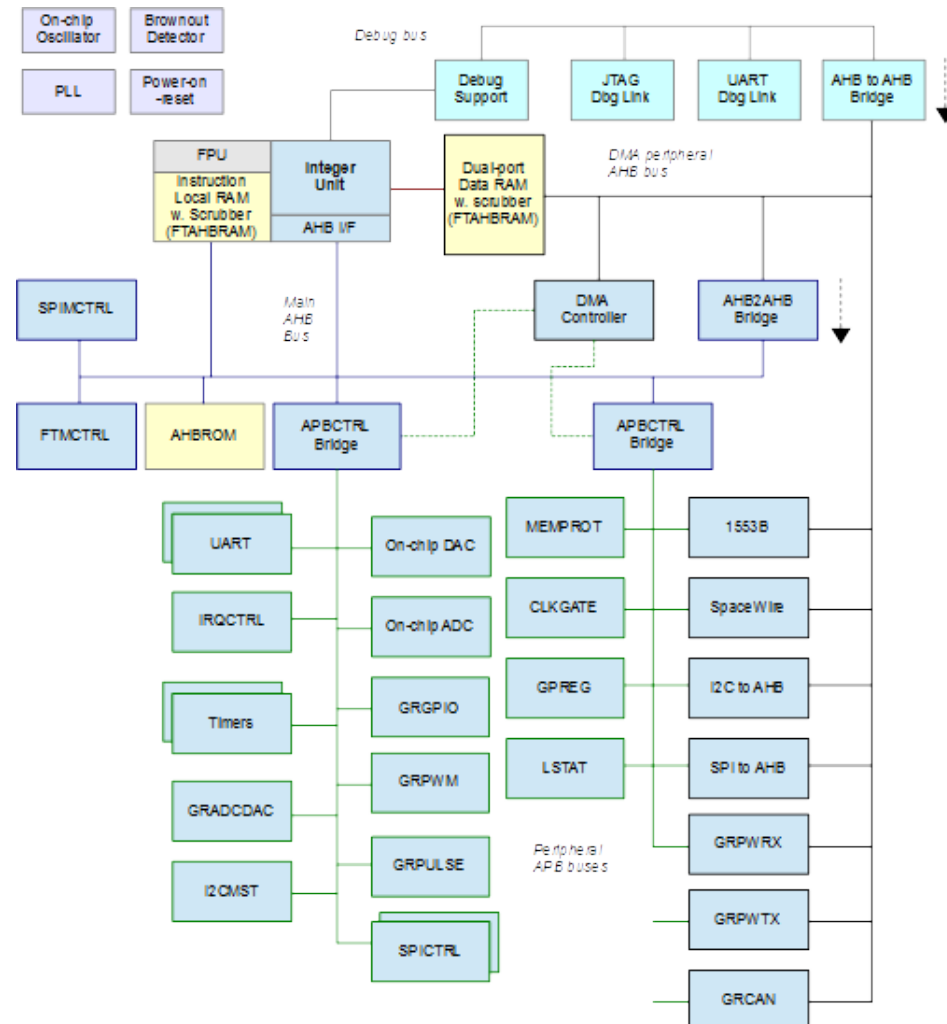 On-chip
Oscillator
Brownout
Detector
Debug bus
PLL
Power-on
-reset
Debug
Support
JTAG
Dbg Link
UART
Dbg Link
AHB to AHB
Bridge
FPU
Instruction
Local RAM
w. Scrubber
(FTAHBRAM)
Integer
Unit
AHB I/F
Dual-port
Data RAM
w. scrubber
(FTAHBRAM)
DMA peripheral
AHB bus
SPIMCTRL
Main
AHB
Bus
DMA
Controller
AHB2AHB
Bridge
FTMCTRL
AHBROM
APBCTRL
Bridge
APBCTRL
Bridge
UART
On-chip DAC
MEMPROT
1553B
IRQCTRL
On-chip ADC
CLKGATE
SpaceWire
Timers
GRGPIO
GPREG
I2C to AHB
GRADCDAC
GRPWM
LSTAT
SPI to AHB
I2CMST
GRPULSE
Peripheral
APB buses
GRPWRX
SPICTRL
GRPWTX
GRCAN